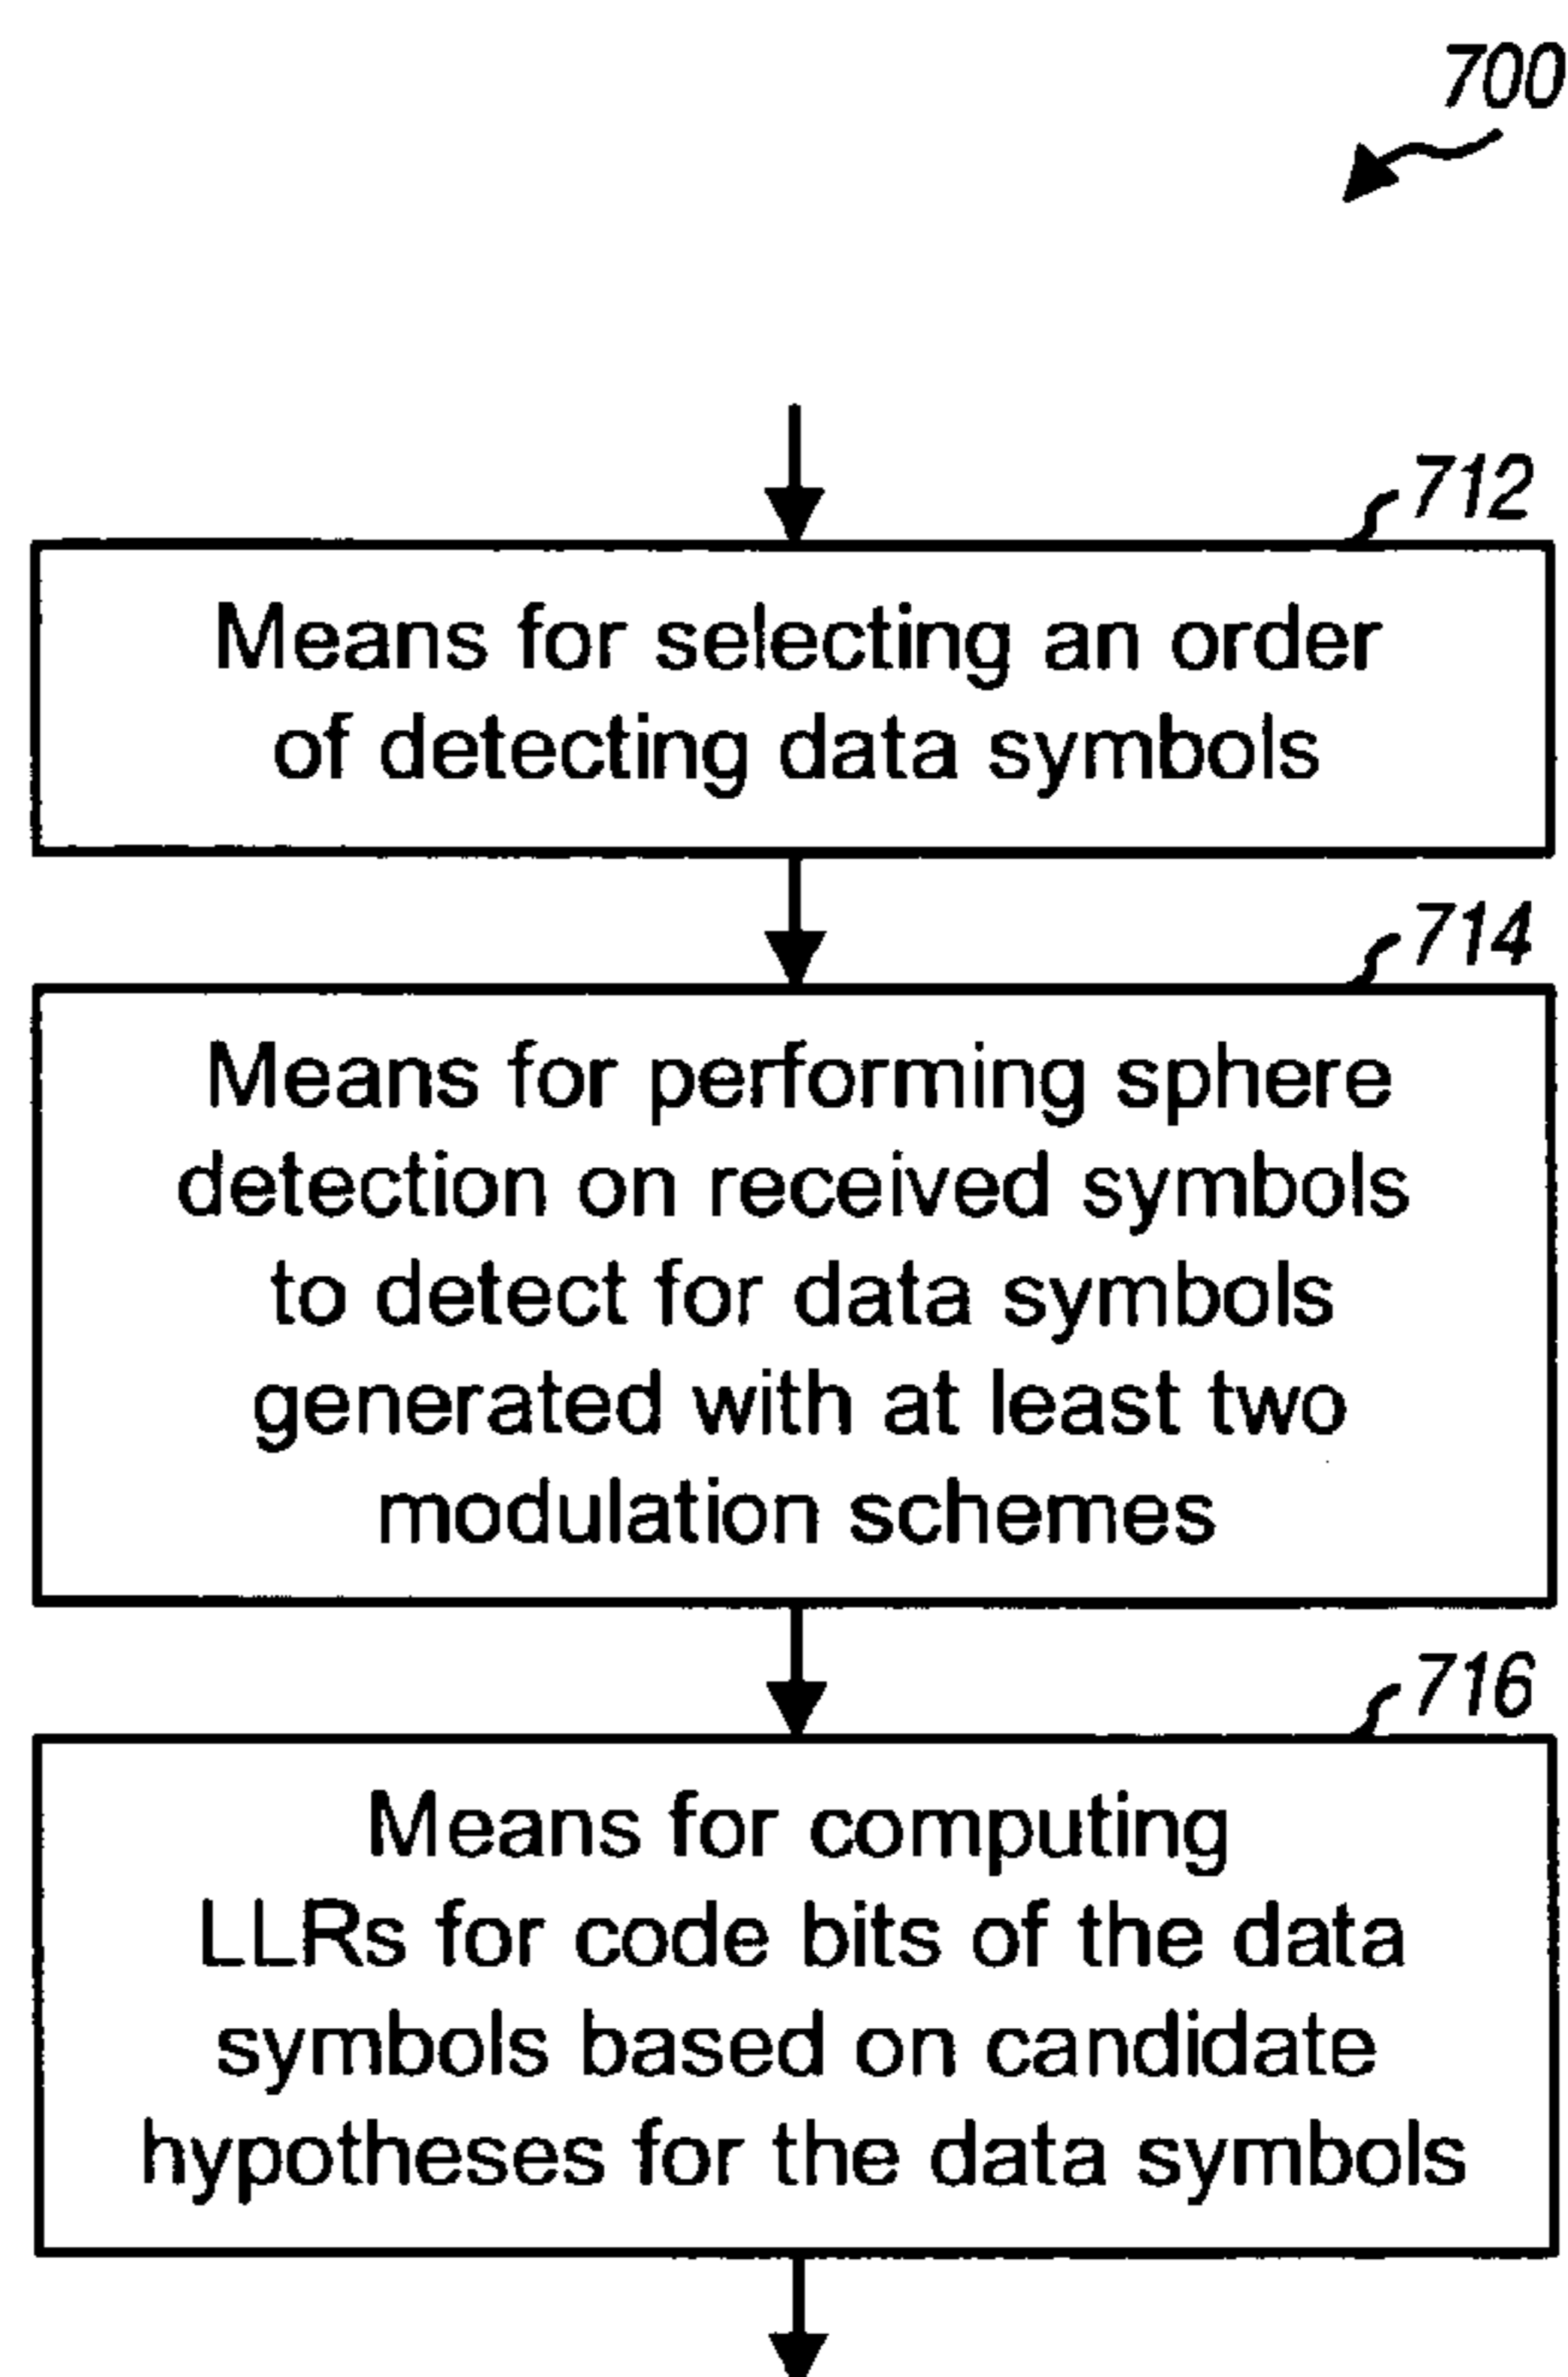 700
712
Means for selecting an order
of detecting data symbols
714
Means for performing sphere
detection on received symbols
to detect for data symbols
generated with at least two
modulation schemes
716
Means for computing
LLRs for code bits of the data
symbols based on candidate
hypotheses for the data symbols